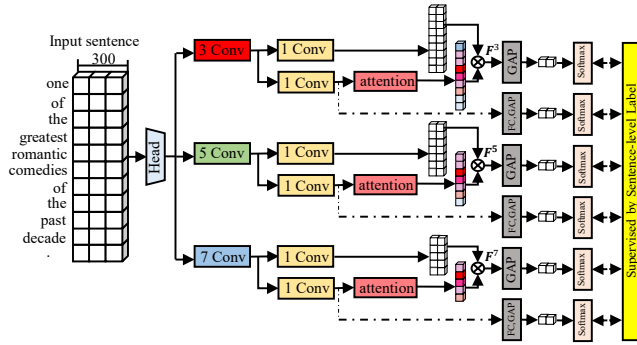 Input sentence
300
one
of
the
greatest
romantic
comedies
of
the
past
decade
.
Head
3 Conv
1 Conv
1 Conv
attention
F³
GAP
Softmax
FC,GAP
Softmax
5 Conv
1 Conv
1 Conv
attention
F⁵
GAP
Softmax
FC,GAP
Softmax
7 Conv
1 Conv
1 Conv
attention
F⁷
GAP
Softmax
FC,GAP
Softmax
Supervised by Sentence-level Label